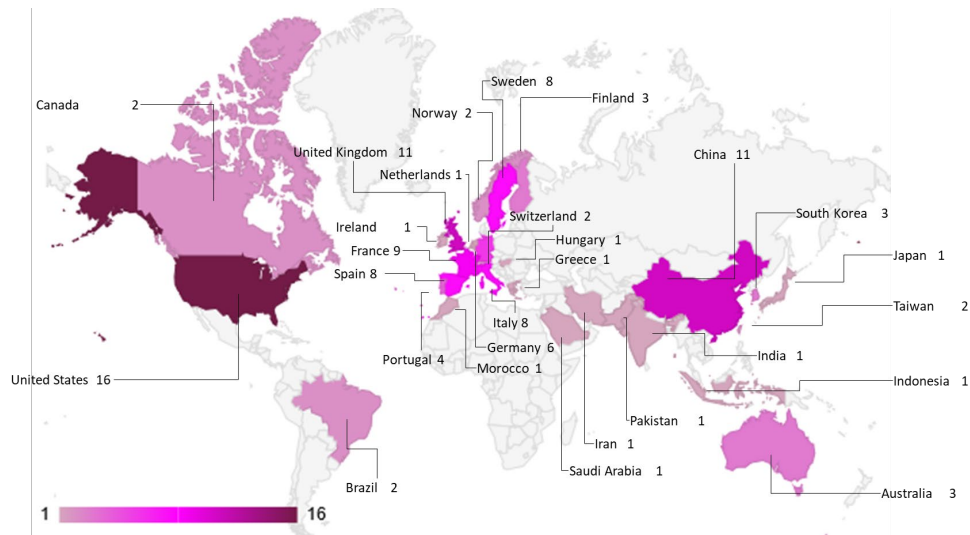 Sweden 8
Finland 3
Canada 2
Norway 2
United Kingdom 11
China 11
Netherlands 1
South Korea 3
Switzerland 2
Ireland 1
Hungary 1
France 9
Greece 1
Japan 1
Spain 8
Taiwan 2
Italy 8
Germany 6
Portugal 4
India 1
Morocco 1
United States 16
Indonesia 1
Pakistan 1
Iran 1
Saudi Arabia 1
Brazil 2
Australia 3
1 16